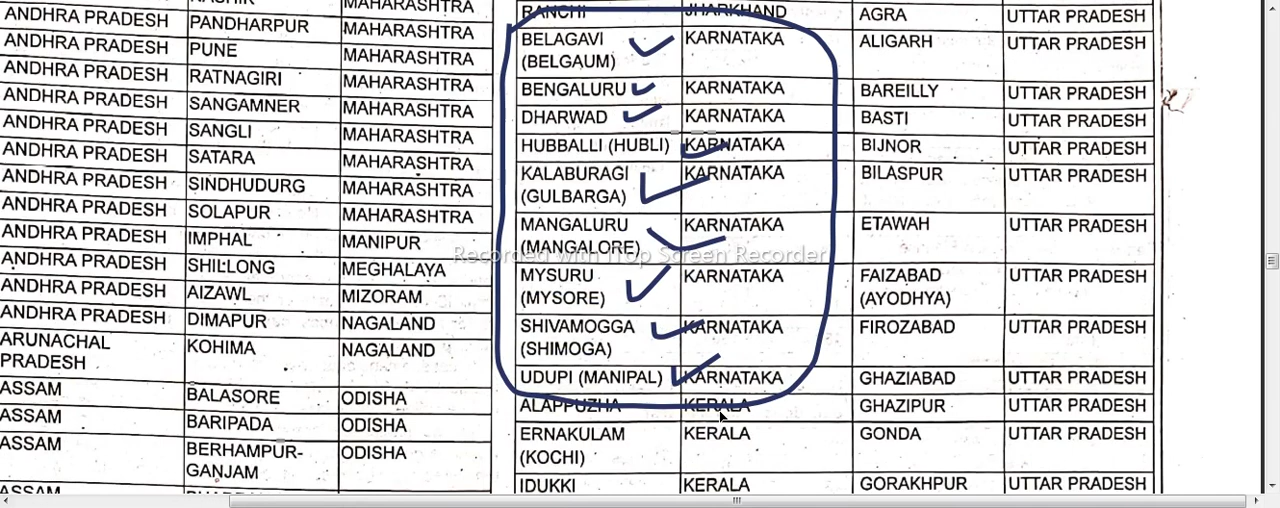 ANDHRA PRADESH PANDHARPUR MAHARASHTRA
ANDHRA PRADESH PUNE MAHARASHTRA
ANDHRA PRADESH RATNAGIRI MAHARASHTRA
ANDHRA PRADESH SANGAMNER MAHARASHTRA
ANDHRA PRADESH SANGLI MAHARASHTRA
ANDHRA PRADESH SATARA MAHARASHTRA
ANDHRA PRADESH SINDHUDURG MAHARASHTRA
ANDHRA PRADESH SOLAPUR MAHARASHTRA
ANDHRA PRADESH IMPHAL MANIPUR
ANDHRA PRADESH SHILLONG MEGHALAYA
ANDHRA PRADESH AIZAWL MIZORAM
ANDHRA PRADESH DIMAPUR NAGALAND
ARUNACHAL
PRADESH KOHIMA NAGALAND
ASSAM BALASORE ODISHA
ASSAM BARIPADA ODISHA
ASSAM BERHAMPUR-
GANJAM ODISHA
ASSAM
MAHARASHTRA
RANCHI JHARKHAND
BELAGAVI
(BELGAUM) KARNATAKA
BENGALURU KARNATAKA
DHARWAD KARNATAKA
HUBBALLI (HUBLI) KARNATAKA
KALABURAGI
(GULBARGA) KARNATAKA
MANGALURU
(MANGALORE) KARNATAKA
MYSURU
(MYSORE) KARNATAKA
SHIVAMOGGA
(SHIMOGA) KARNATAKA
UDUPI (MANIPAL) KARNATAKA
ALAPPUZHA KERALA
ERNAKULAM
(KOCHI) KERALA
IDUKKI KERALA
AGRA UTTAR PRADESH
ALIGARH UTTAR PRADESH
BAREILLY UTTAR PRADESH
BASTI UTTAR PRADESH
BIJNOR UTTAR PRADESH
BILASPUR UTTAR PRADESH
ETAWAH UTTAR PRADESH
FAIZABAD
(AYODHYA) UTTAR PRADESH
FIROZABAD UTTAR PRADESH
GHAZIABAD UTTAR PRADESH
GHAZIPUR UTTAR PRADESH
GONDA UTTAR PRADESH
GORAKHPUR UTTAR PRADESH
Recorded with iTop Screen Recorder